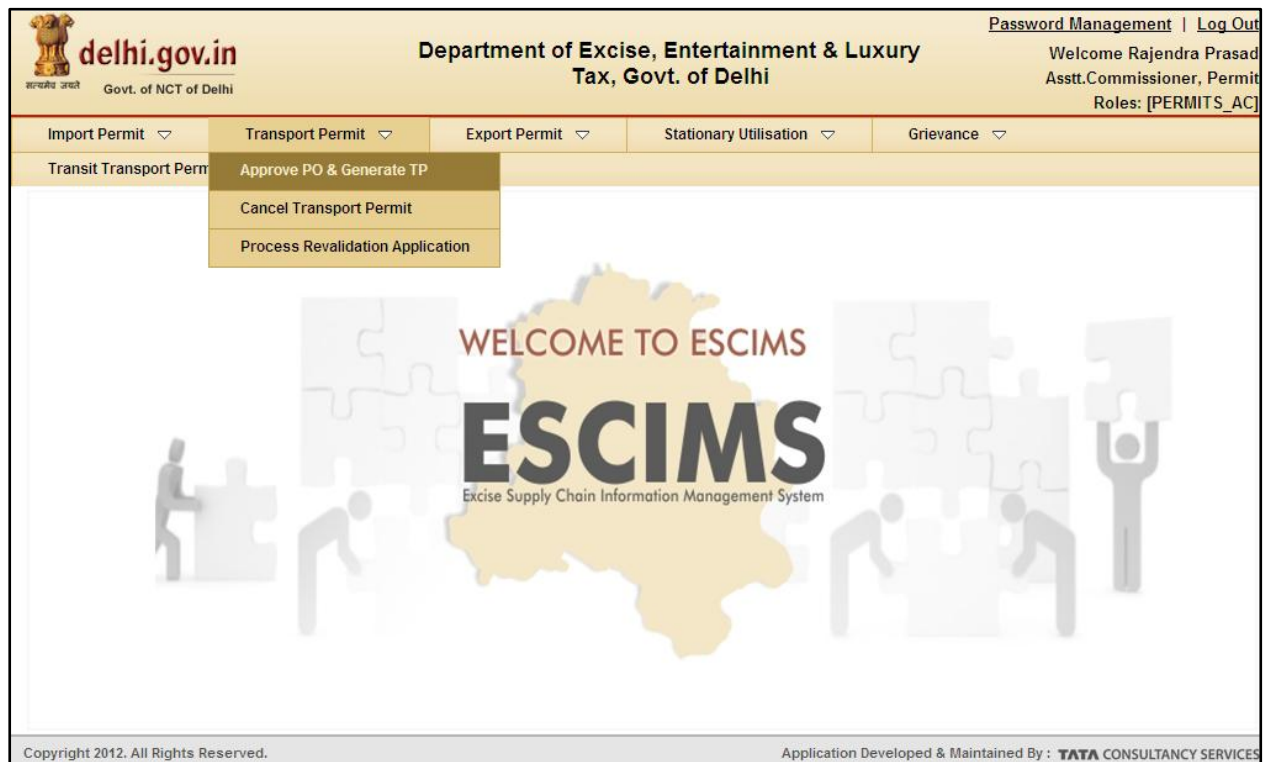 Password Management | Log Out
delhi.gov.in
सत्यमेव जयते
Govt. of NCT of Delhi
Department of Excise, Entertainment & Luxury
Tax, Govt. of Delhi
Welcome Rajendra Prasad
Asstt.Commissioner, Permit
Roles: [PERMITS_AC]
Import Permit Transport Permit Export Permit Stationary Utilisation Grievance
Transit Transport Perm
Approve PO & Generate TP
Cancel Transport Permit
Process Revalidation Application
WELCOME TO ESCIMS
ESCIMS
Excise Supply Chain Information Management System
Copyright 2012. All Rights Reserved. Application Developed & Maintained By : TATA CONSULTANCY SERVICES